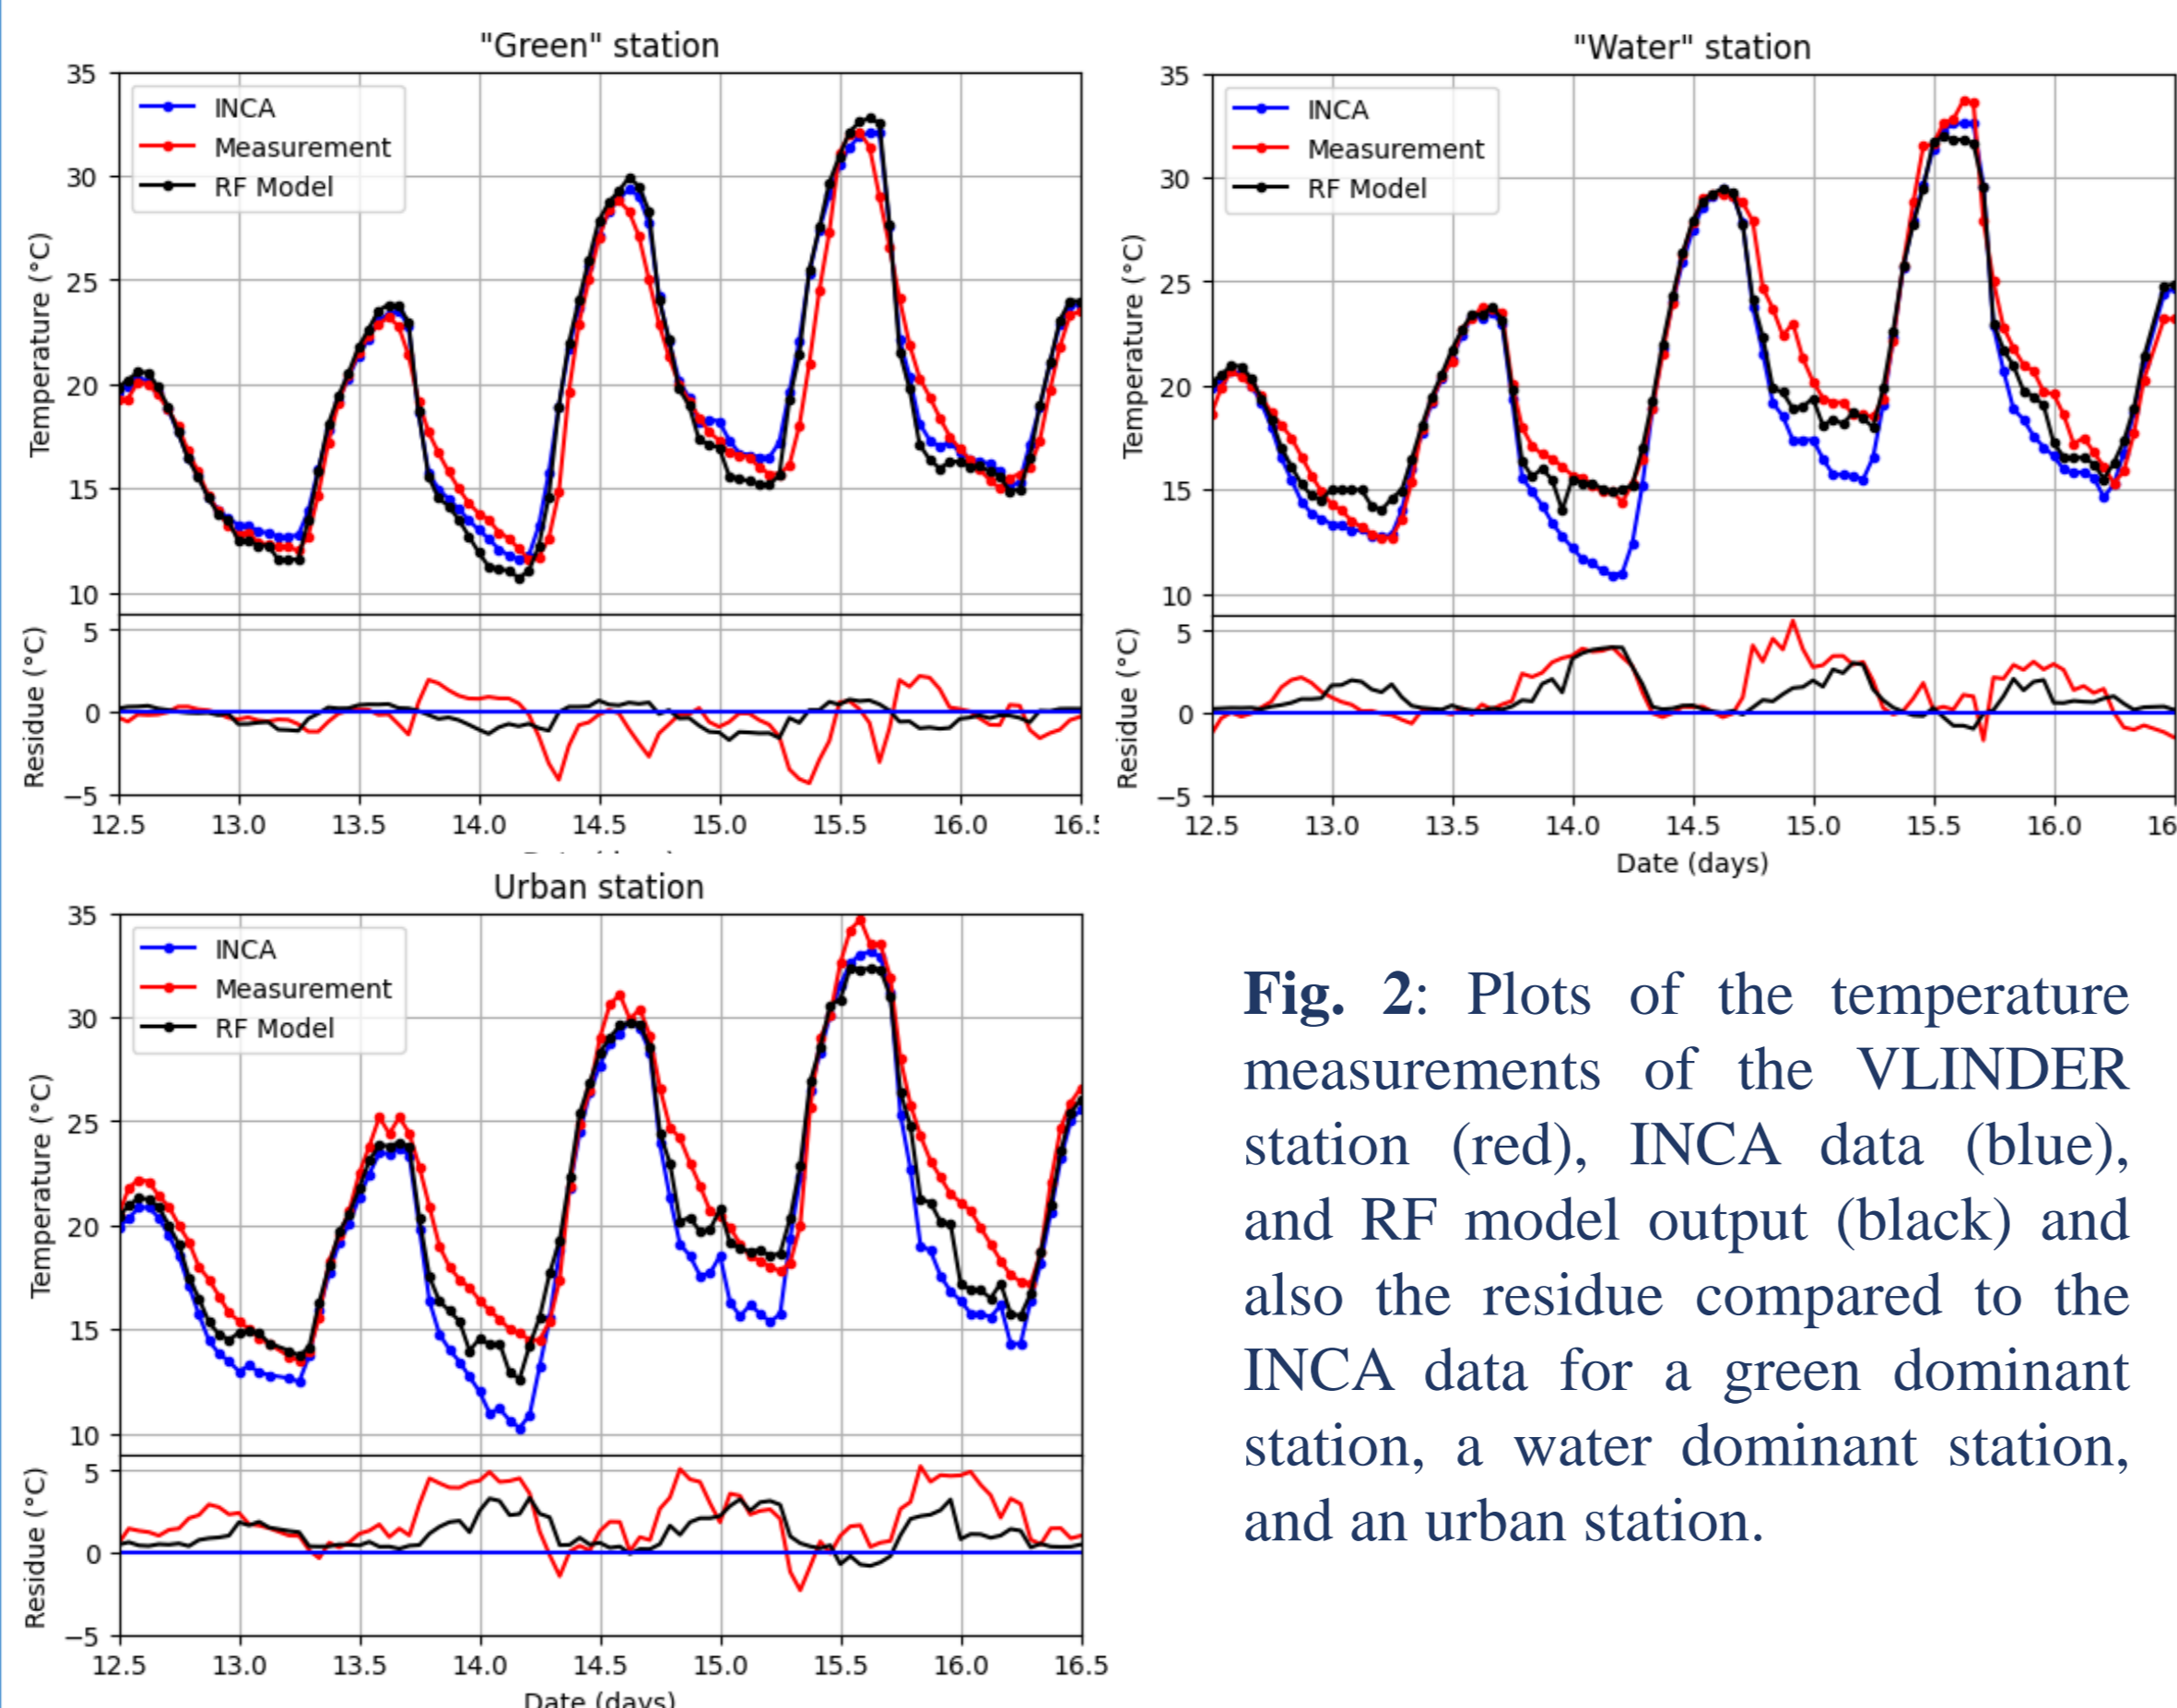 "Green" station
35
30
25
20
15
10
Temperature (°C)
INCA
Measurement
RF Model
5
0
−5
Residue (°C)
12.5 13.0 13.5 14.0 14.5 15.0 15.5 16.0 16.5
"Water" station
35
30
25
20
15
10
Temperature (°C)
INCA
Measurement
RF Model
5
0
−5
Residue (°C)
12.5 13.0 13.5 14.0 14.5 15.0 15.5 16.0 16
Date (days)
Urban station
35
30
25
20
15
10
Temperature (°C)
INCA
Measurement
RF Model
5
0
−5
Residue (°C)
12.5 13.0 13.5 14.0 14.5 15.0 15.5 16.0 16.5
Date (days)
Fig. 2: Plots of the temperature
measurements of the VLINDER
station (red), INCA data (blue),
and RF model output (black) and
also the residue compared to the
INCA data for a green dominant
station, a water dominant station,
and an urban station.